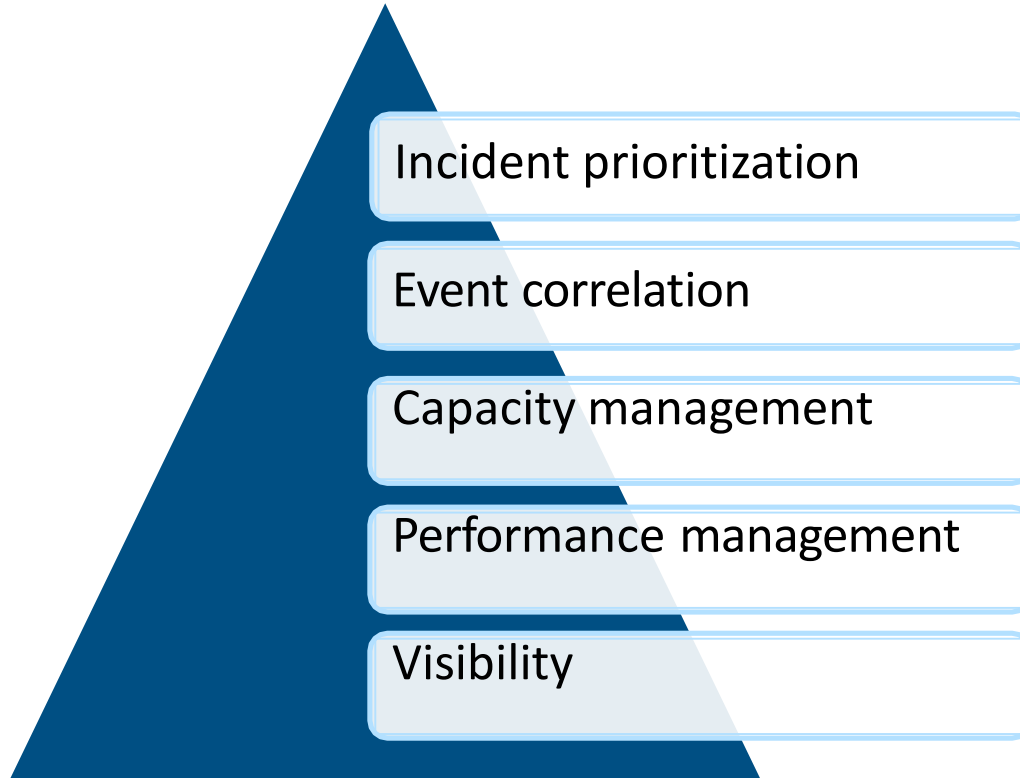 Incident prioritization
Event correlation
Capacity management
Performance management
Visibility